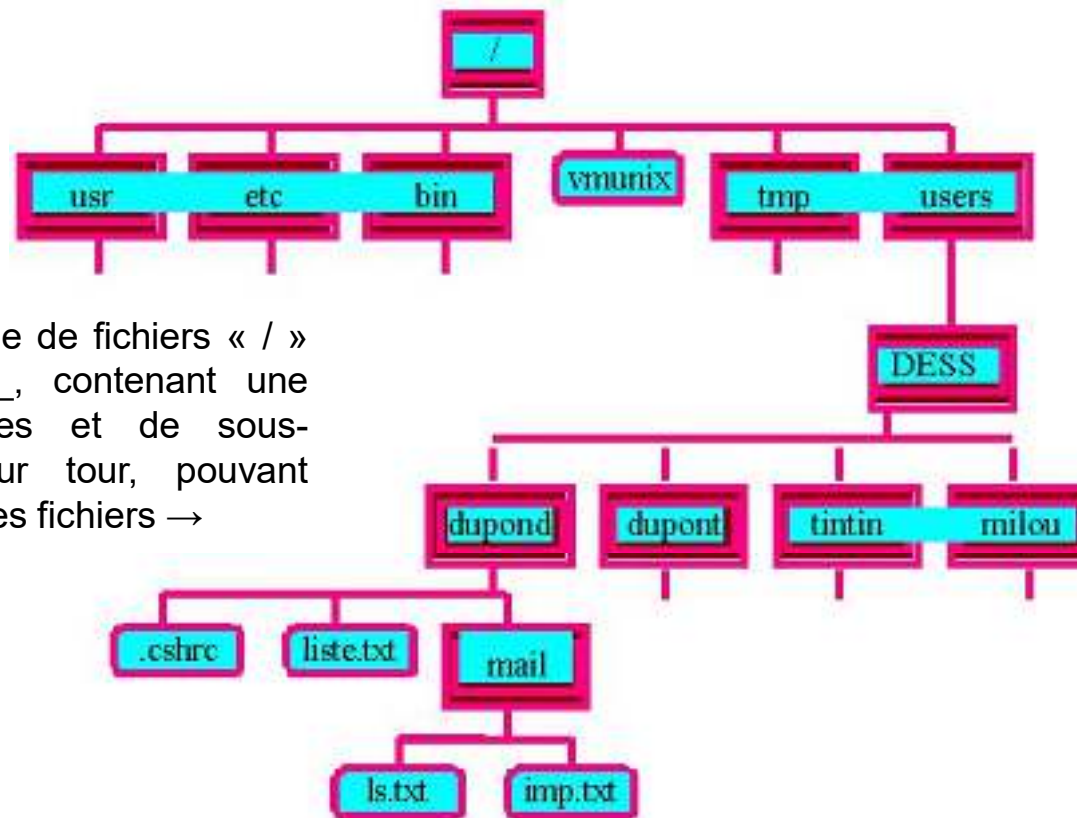 /
usr etc bin vmunix tmp users
e de fichiers « / »
_, contenant une
es et de sous-
ur tour, pouvant
es fichiers →
DESS
dupond dupont tintin milou
.cshrc liste.txt mail
ls.txt imp.txt